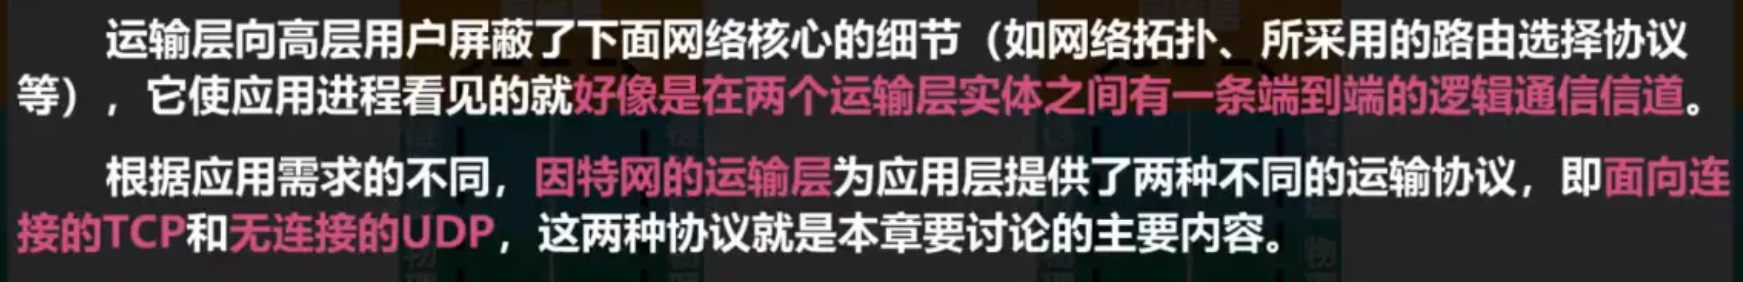 运输层向高层用户屏蔽了下面网络核心的细节（如网络拓扑、所采用的路由选择协议
等），它使应用进程看见的就好像是在两个运输层实体之间有一条端到端的逻辑通信信道。
根据应用需求的不同，因特网的运输层为应用层提供了两种不同的运输协议，即面向连
接的TCP和无连接的UDP，这两种协议就是本章要讨论的主要内容。